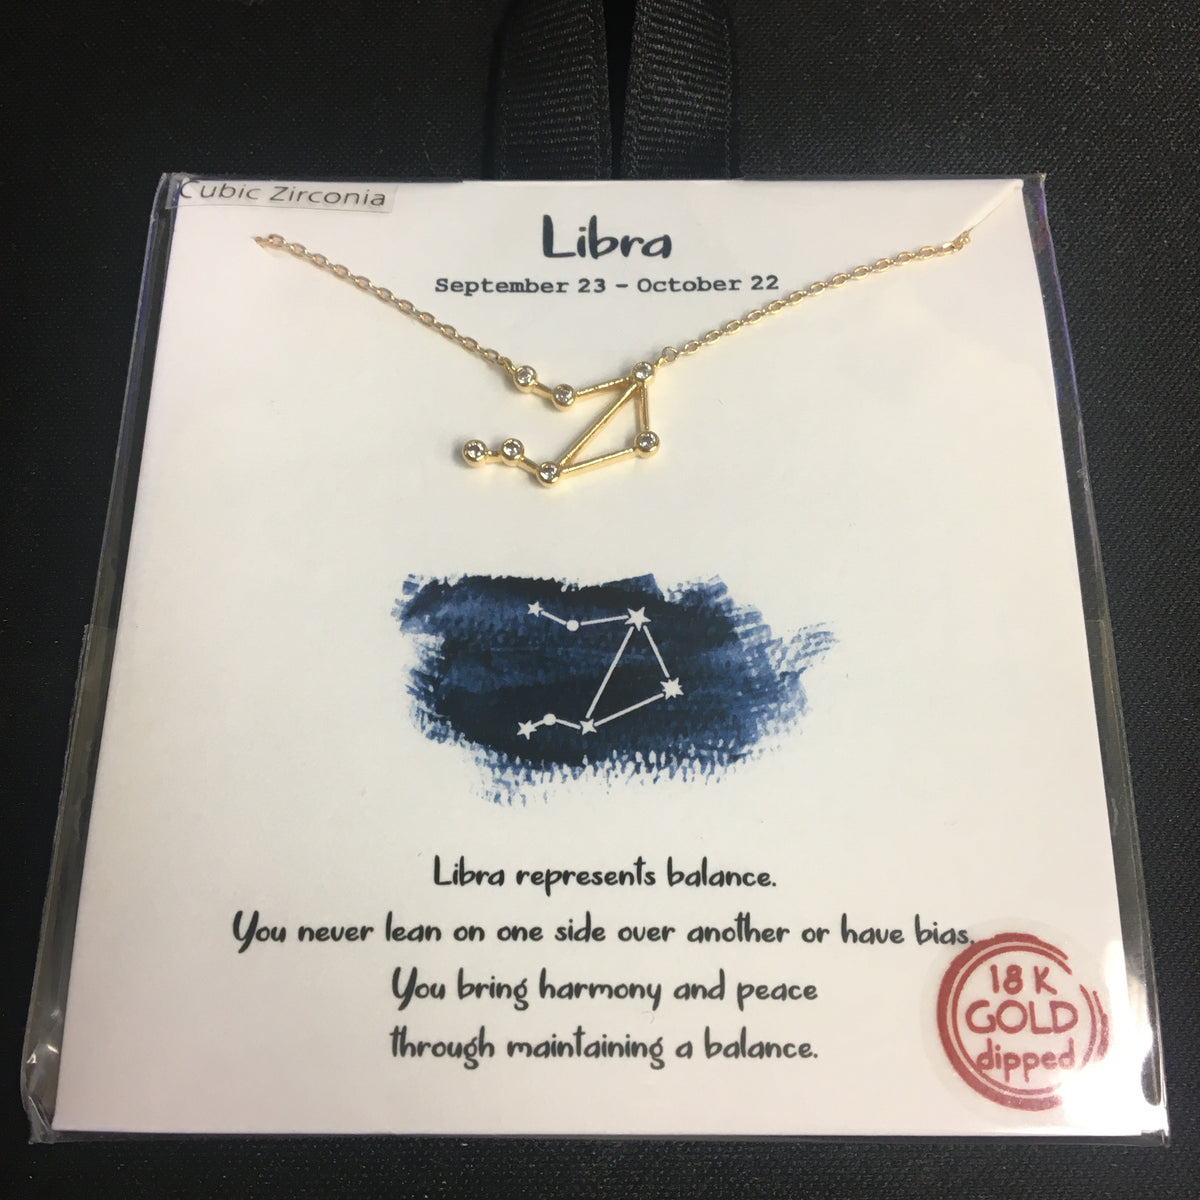 Cubic Zirconia
Libra
September 23 - October 22
Libra represents balance.
You never lean on one side over another or have bias.
You bring harmony and peace
through maintaining a balance.
18 K
GOLD
dipped